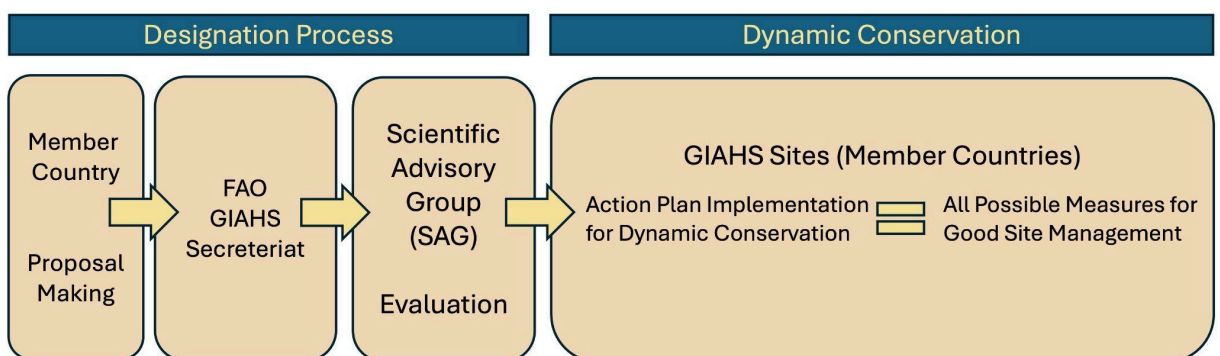 Designation Process
Dynamic Conservation
Member
Country
Proposal
Making
FAO
GIAHS
Secreteriat
Scientific
Advisory
Group
(SAG)
Evaluation
GIAHS Sites (Member Countries)
Action Plan Implementation
for Dynamic Conservation
All Possible Measures for
Good Site Management